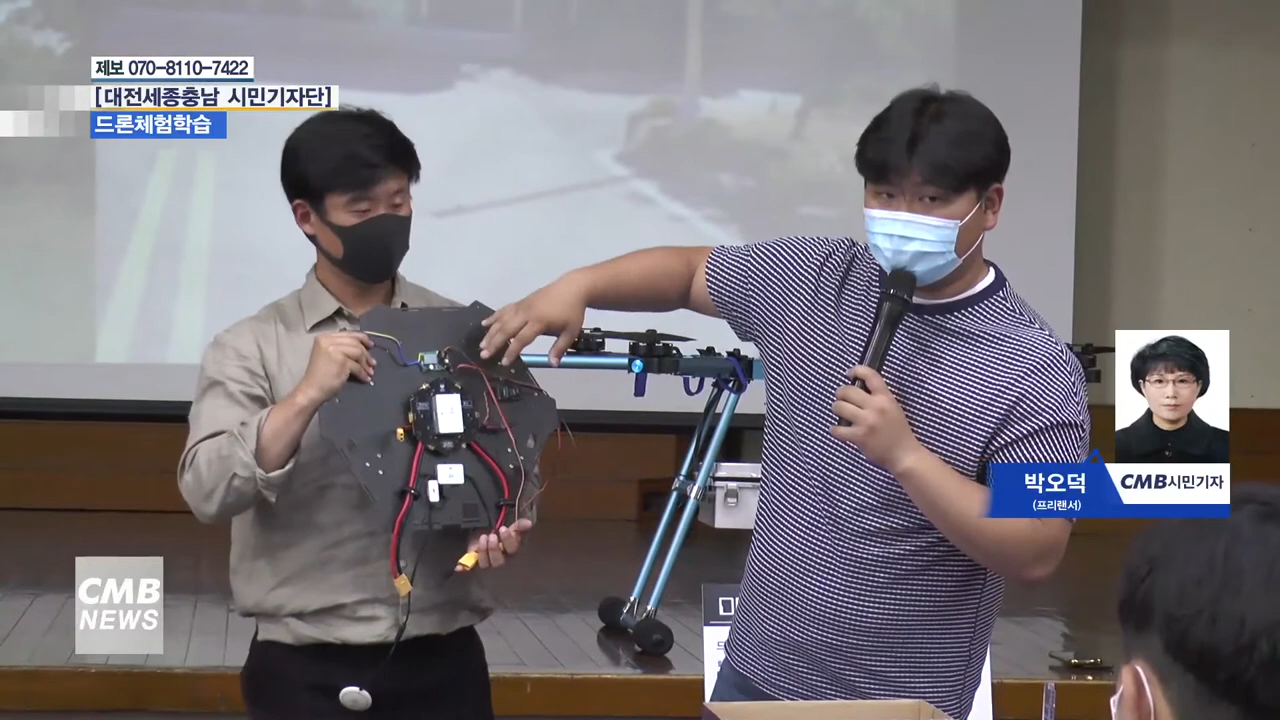 제보 070-8110-7422
[대전세종충남 시민기자단]
드론체험학습
박오덕
(프리랜서)
CMB시민기자
CMB
NEWS